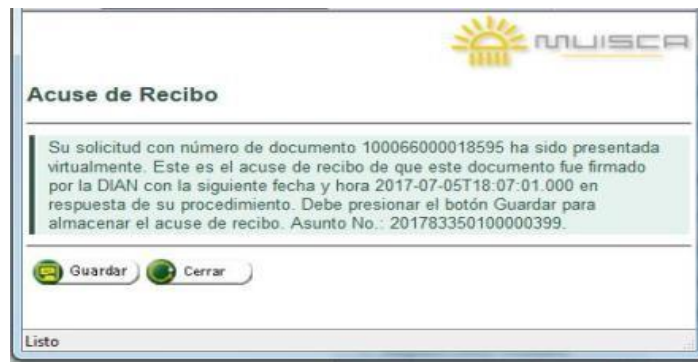 MUISCA
Acuse de Recibo
Su solicitud con número de documento 100066000018595 ha sido presentada
virtualmente. Este es el acuse de recibo de que este documento fue firmado
por la DIAN con la siguiente fecha y hora 2017-07-05T18:07:01.000 en
respuesta de su procedimiento. Debe presionar el botón Guardar para
almacenar el acuse de recibo. Asunto No.: 201783350100000399.
Guardar Cerrar
Listo